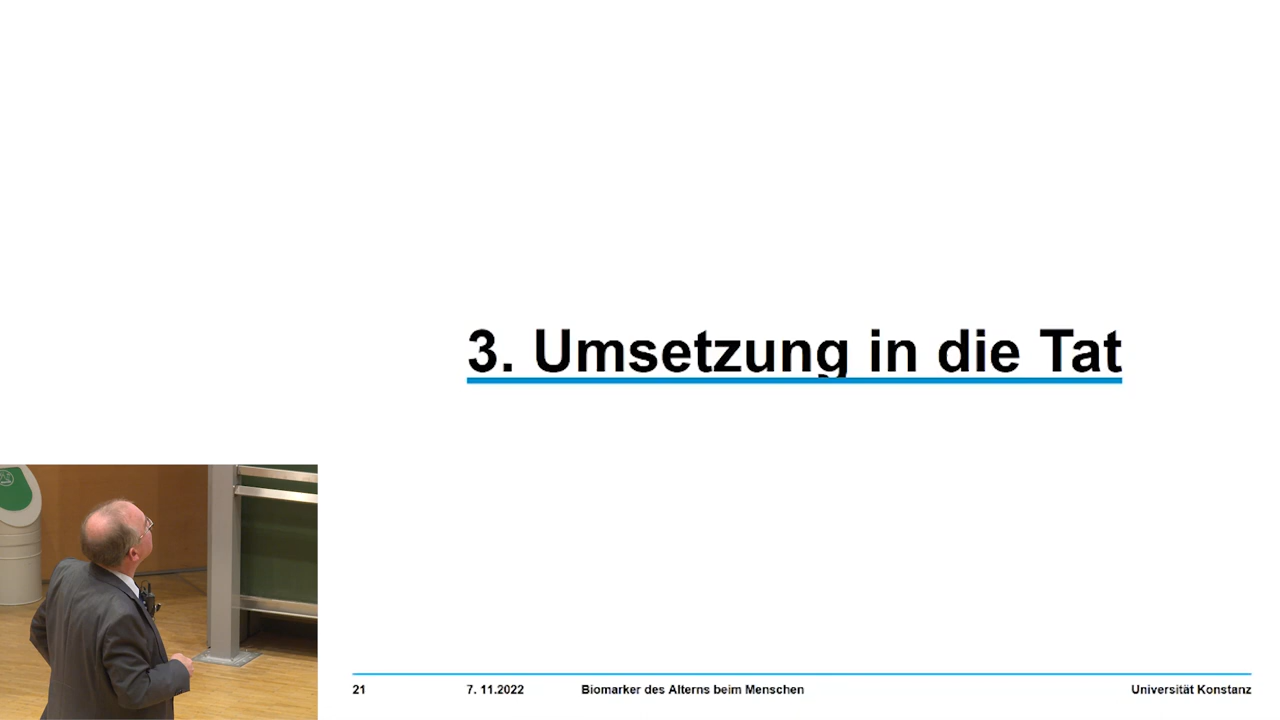 3. Umsetzung in die Tat
21 7. 11.2022 Biomarker des Alterns beim Menschen Universität Konstanz